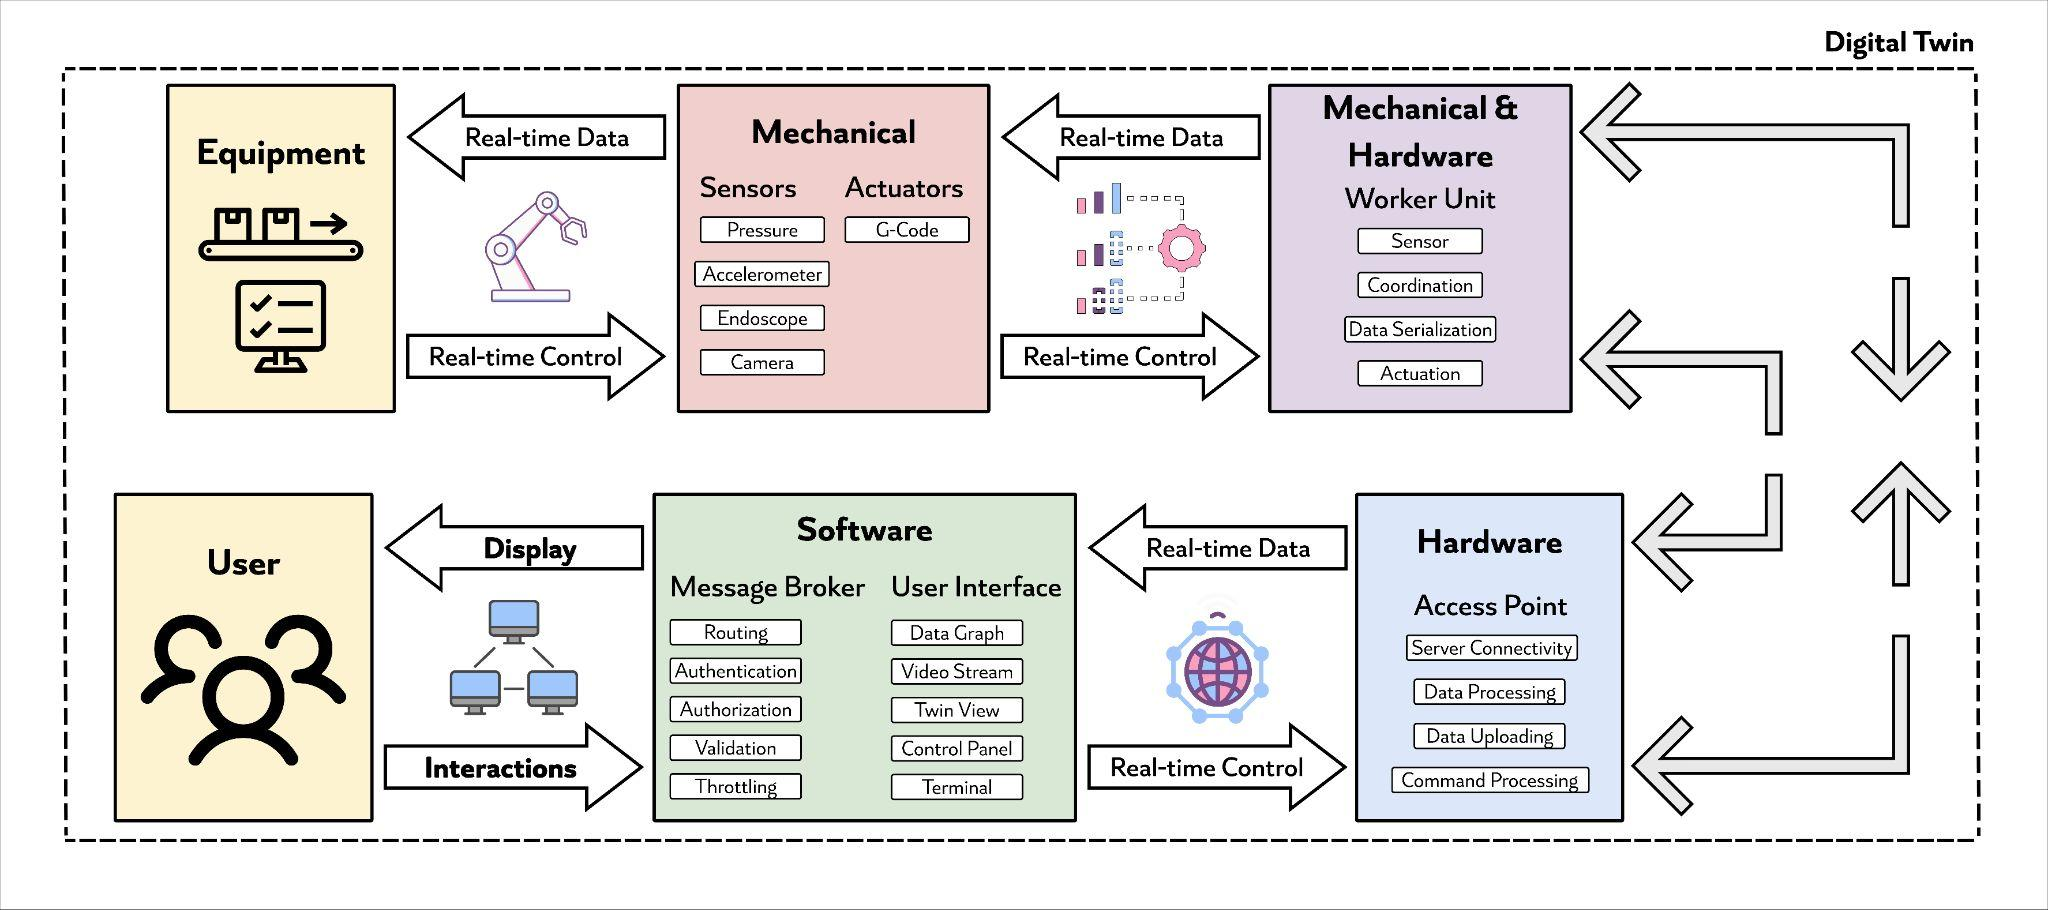 Digital Twin
Equipment
Real-time Data
Real-time Control
Mechanical
Sensors
Actuators
Pressure
G-Code
Accelerometer
Endoscope
Camera
Real-time Data
Real-time Control
Mechanical &
Hardware
Worker Unit
Sensor
Coordination
Data Serialization
Actuation
User
Display
Interactions
Software
Message Broker
User Interface
Routing
Data Graph
Authentication
Video Stream
Authorization
Twin View
Validation
Control Panel
Throttling
Terminal
Real-time Data
Real-time Control
Hardware
Access Point
Server Connectivity
Data Processing
Data Uploading
Command Processing